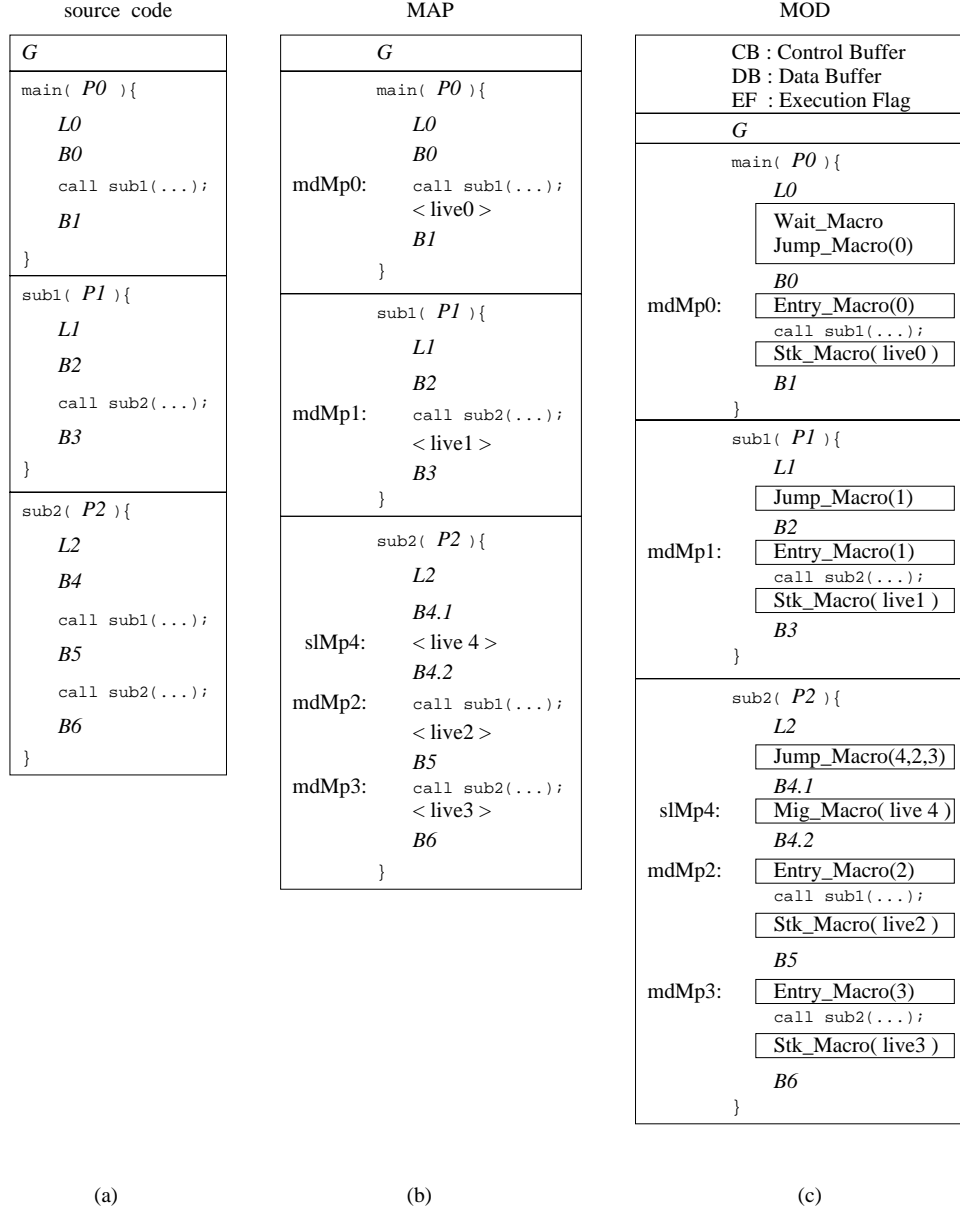 source code
G
main( P0 ){
L0
B0
call sub1(...);
B1
}
sub1( P1 ){
L1
B2
call sub2(...);
B3
}
sub2( P2 ){
L2
B4
call sub1(...);
B5
call sub2(...);
B6
}
(a)
MAP
G
main( P0 ){
L0
B0
mdMp0: call sub1(...);
< live0 >
B1
}
sub1( P1 ){
L1
B2
mdMp1: call sub2(...);
< live1 >
B3
}
sub2( P2 ){
L2
B4.1
slMp4: < live 4 >
B4.2
mdMp2: call sub1(...);
< live2 >
B5
mdMp3: call sub2(...);
< live3 >
B6
}
(b)
MOD
CB : Control Buffer
DB : Data Buffer
EF : Execution Flag
G
main( P0 ){
L0
Wait_Macro
Jump_Macro(0)
B0
mdMp0: Entry_Macro(0)
call sub1(...);
Stk_Macro( live0 )
B1
}
sub1( P1 ){
L1
Jump_Macro(1)
B2
mdMp1: Entry_Macro(1)
call sub2(...);
Stk_Macro( live1 )
B3
}
sub2( P2 ){
L2
Jump_Macro(4,2,3)
B4.1
slMp4: Mig_Macro( live 4 )
B4.2
mdMp2: Entry_Macro(2)
call sub1(...);
Stk_Macro( live2 )
B5
mdMp3: Entry_Macro(3)
call sub2(...);
Stk_Macro( live3 )
B6
}
(c)